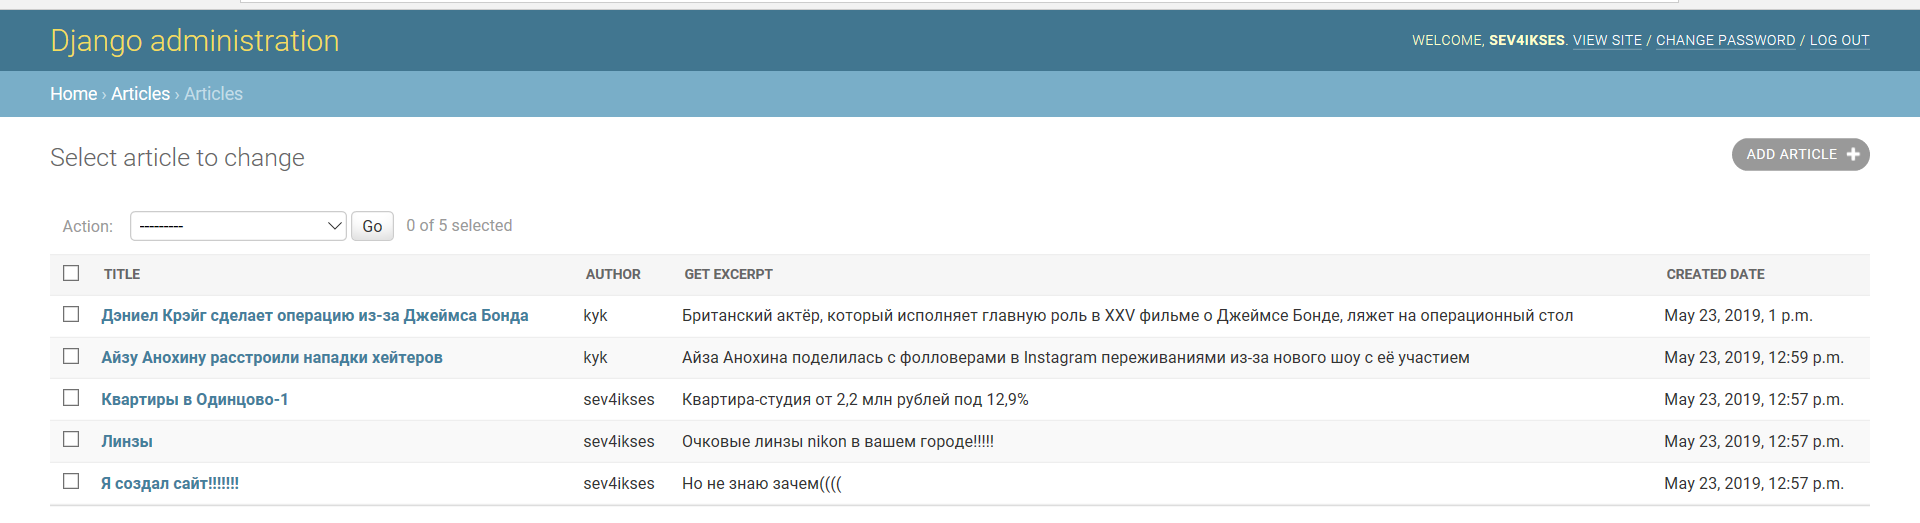 Django administration
WELCOME, SEV4IKSES. VIEW SITE / CHANGE PASSWORD / LOG OUT
Home › Articles › Articles
Select article to change
ADD ARTICLE
Action: --------- Go 0 of 5 selected
TITLE AUTHOR GET EXCERPT CREATED DATE
Дэниел Крэйг сделает операцию из-за Джеймса Бонда kyk Британский актёр, который исполняет главную роль в XXV фильме о Джеймсе Бонде, ляжет на операционный стол May 23, 2019, 1 p.m.
Айзу Анохину расстроили нападки хейтеров kyk Айза Анохина поделилась с фолловерами в Instagram переживаниями из-за нового шоу с её участием May 23, 2019, 12:59 p.m.
Квартиры в Одинцово-1 sev4ikses Квартира-студия от 2,2 млн рублей под 12,9% May 23, 2019, 12:57 p.m.
Линзы sev4ikses Очковые линзы nikon в вашем городе!!!!! May 23, 2019, 12:57 p.m.
Я создал сайт!!!!!!! sev4ikses Но не знаю зачем(((( May 23, 2019, 12:57 p.m.